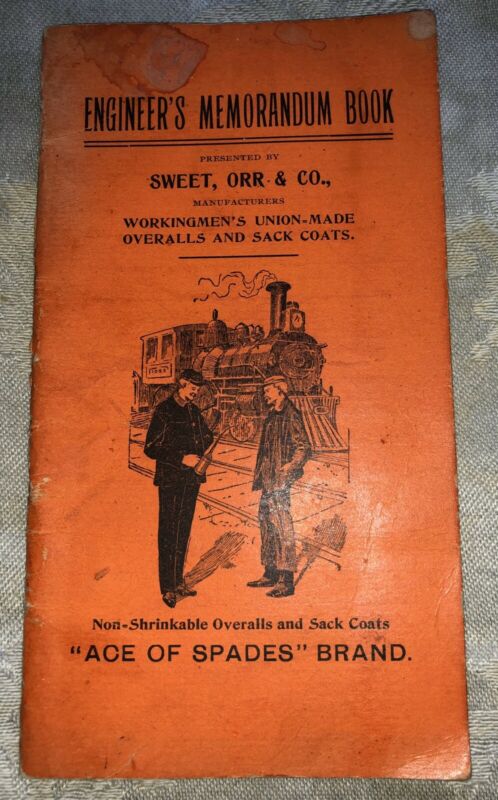 ENGINEER'S MEMORANDUM BOOK
PRESENTED BY
SWEET, ORR & CO.,
MANUFACTURERS
WORKINGMEN'S UNION-MADE
OVERALLS AND SACK COATS.
Non-Shrinkable Overalls and Sack Coats
"ACE OF SPADES" BRAND.